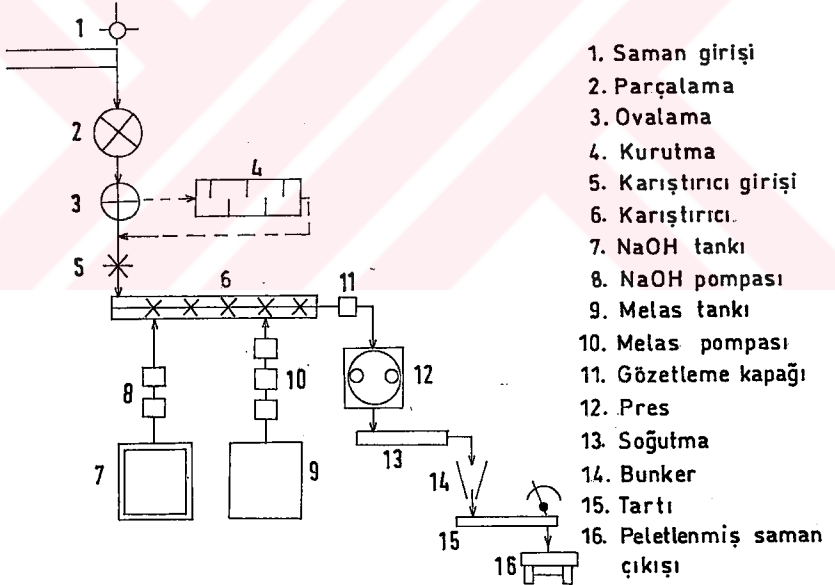 1
2
3
4
5
6
7
8
9
10
11
12
13
14
15
16
1. Saman girişi
2. Parçalama
3. Ovalama
4. Kurutma
5. Karıştırıcı girişi
6. Karıştırıcı
7. NaOH tankı
8. NaOH pompası
9. Melas tankı
10. Melas pompası
11. Gözetleme kapağı
12. Pres
13. Soğutma
14. Bunker
15. Tartı
16. Peletlenmiş saman
çıkışı